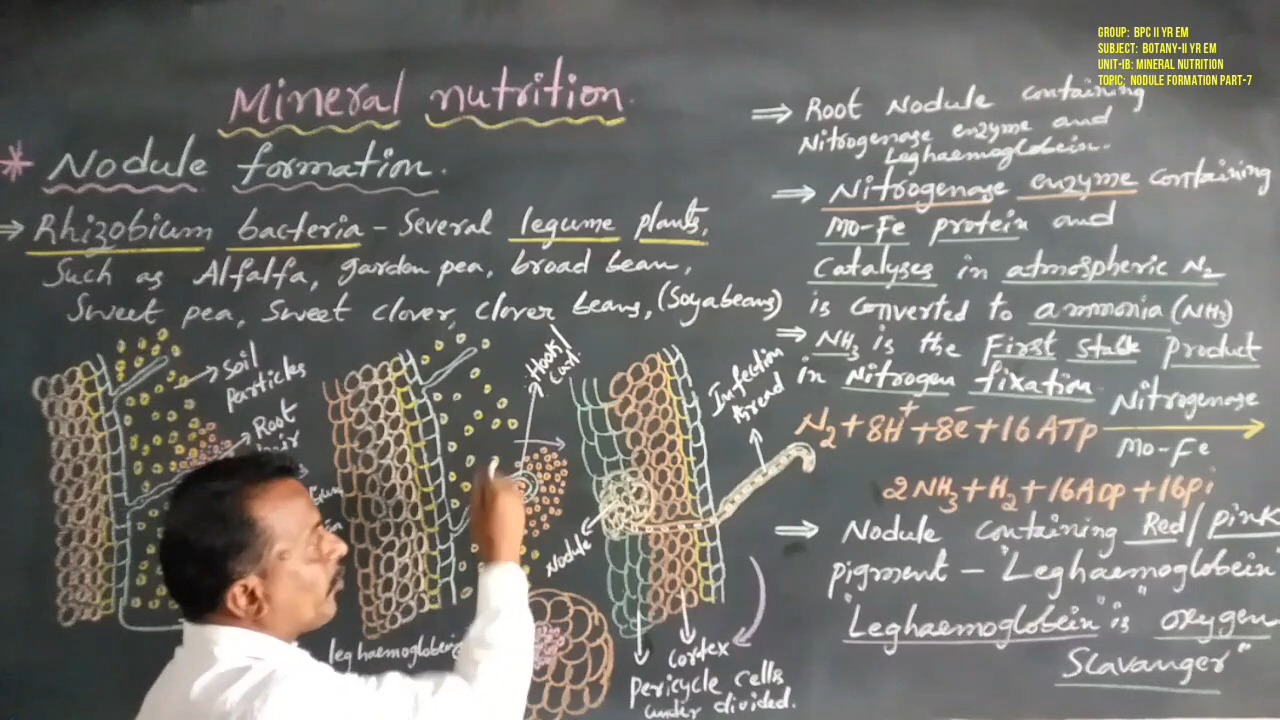 GROUP: BPC II YR EM
SUBJECT: BOTANY-II YR EM
UNIT-IB: MINERAL NUTRITION
TOPIC; NODULE FORMATION PART-7
Mineral nutrition
* Nodule formation.
⇒ Rhizobium bacteria - Several legume plants,
Such as Alfalfa, garden pea, broad bean,
Sweet pea, Sweet clover, clover beans, (Soyabeans)
Soil
particles
Root
Hook/
Curl
Infection
thread
Nodule
leghaemoglobein
Cortex
pericycle cells
under divided.
⇒ Root Nodule containing
Nitrogenase enzyme and
Leghaemoglobein.
⇒ Nitrogenase enzyme containing
Mo-Fe protein and
Catalyses in atmospheric N2
is converted to ammonia (NH3)
⇒ NH3 is the First stable Product
in Nitrogen fixation
N2 + 8H+ + 8e- + 16 ATP
Nitrogenase
Mo-Fe
2NH3 + H2 + 16ADP + 16Pi
⇒ Nodule containing Red/pink
pigment - "Leghaemoglobein"
"Leghaemoglobein" is "oxygen
Scavanger"